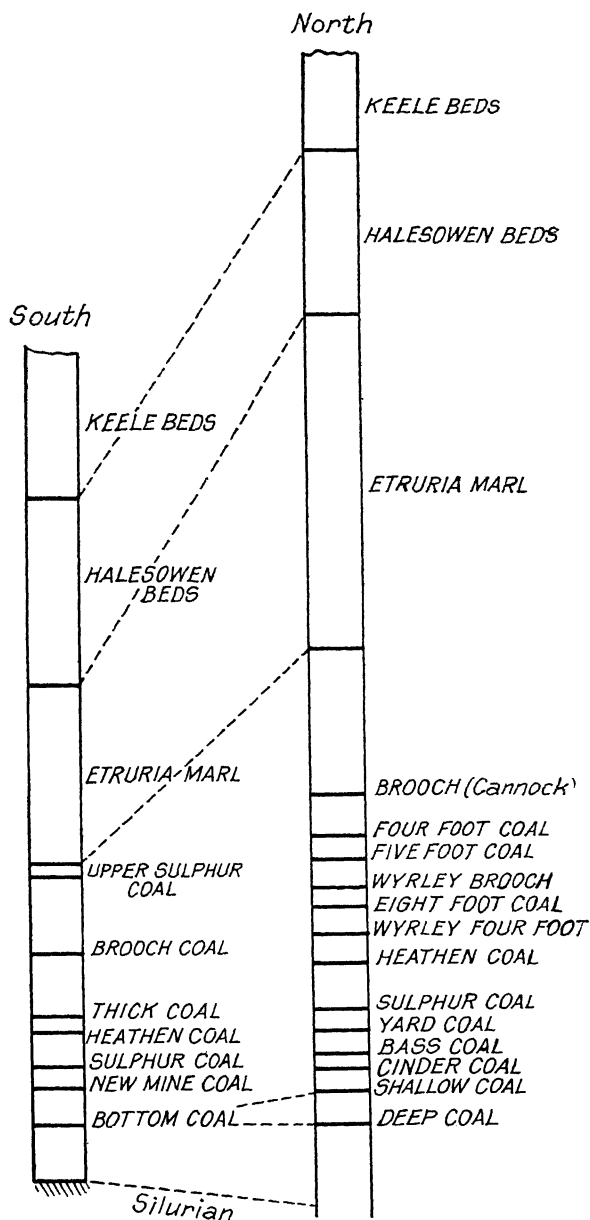 North
KEELE BEDS
HALESOWEN BEDS
ETRURIA MARL
BROOCH (Cannock)
FOUR FOOT COAL
FIVE FOOT COAL
WYRLEY BROOCH
EIGHT FOOT COAL
WYRLEY FOUR FOOT
HEATHEN COAL
SULPHUR COAL
YARD COAL
BASS COAL
CINDER COAL
SHALLOW COAL
DEEP COAL
South
KEELE BEDS
HALESOWEN
BEDS
ETRURIA MARL
UPPER SULPHUR
COAL
BROOCH COAL
THICK COAL
HEATHEN COAL
SULPHUR COAL
NEW MINE COAL
BOTTOM COAL
Silurian